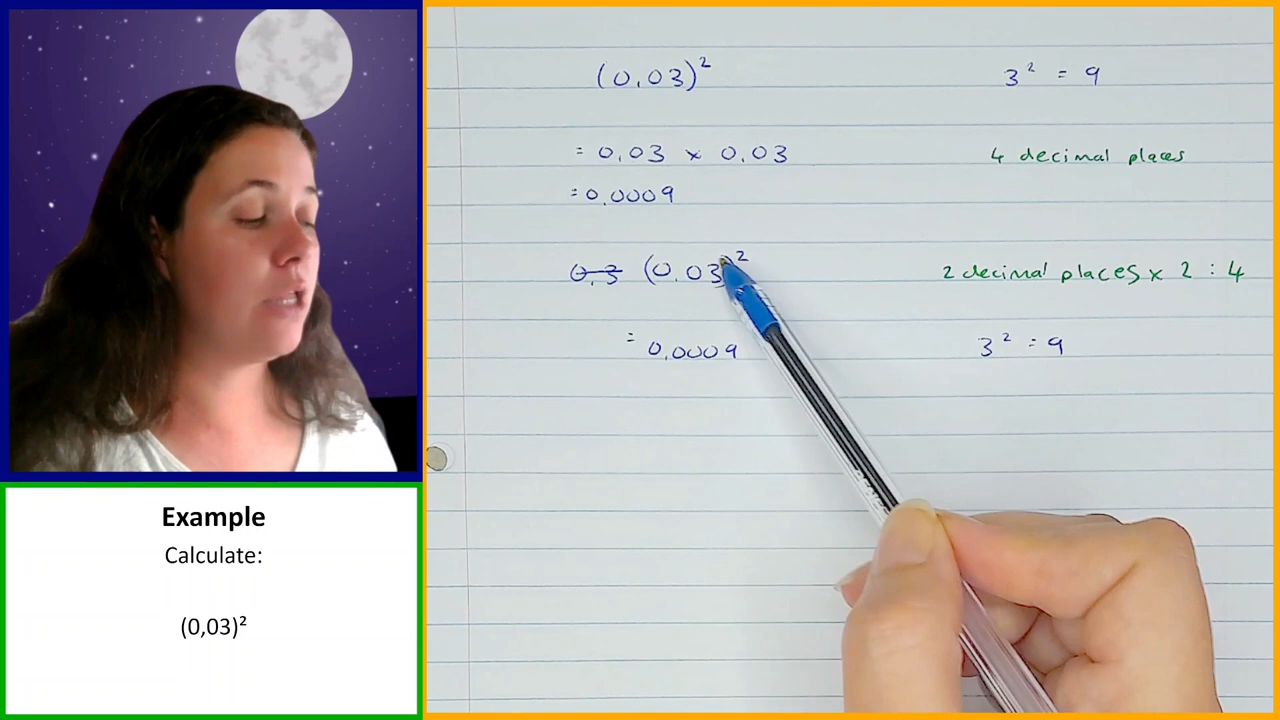 Example
Calculate:
(0,03)²
(0,03)² 3² = 9
= 0,03 × 0,03 4 decimal places
= 0,0009
0,3 (0.03)² 2 decimal places × 2 : 4
= 0,0009 3² = 9